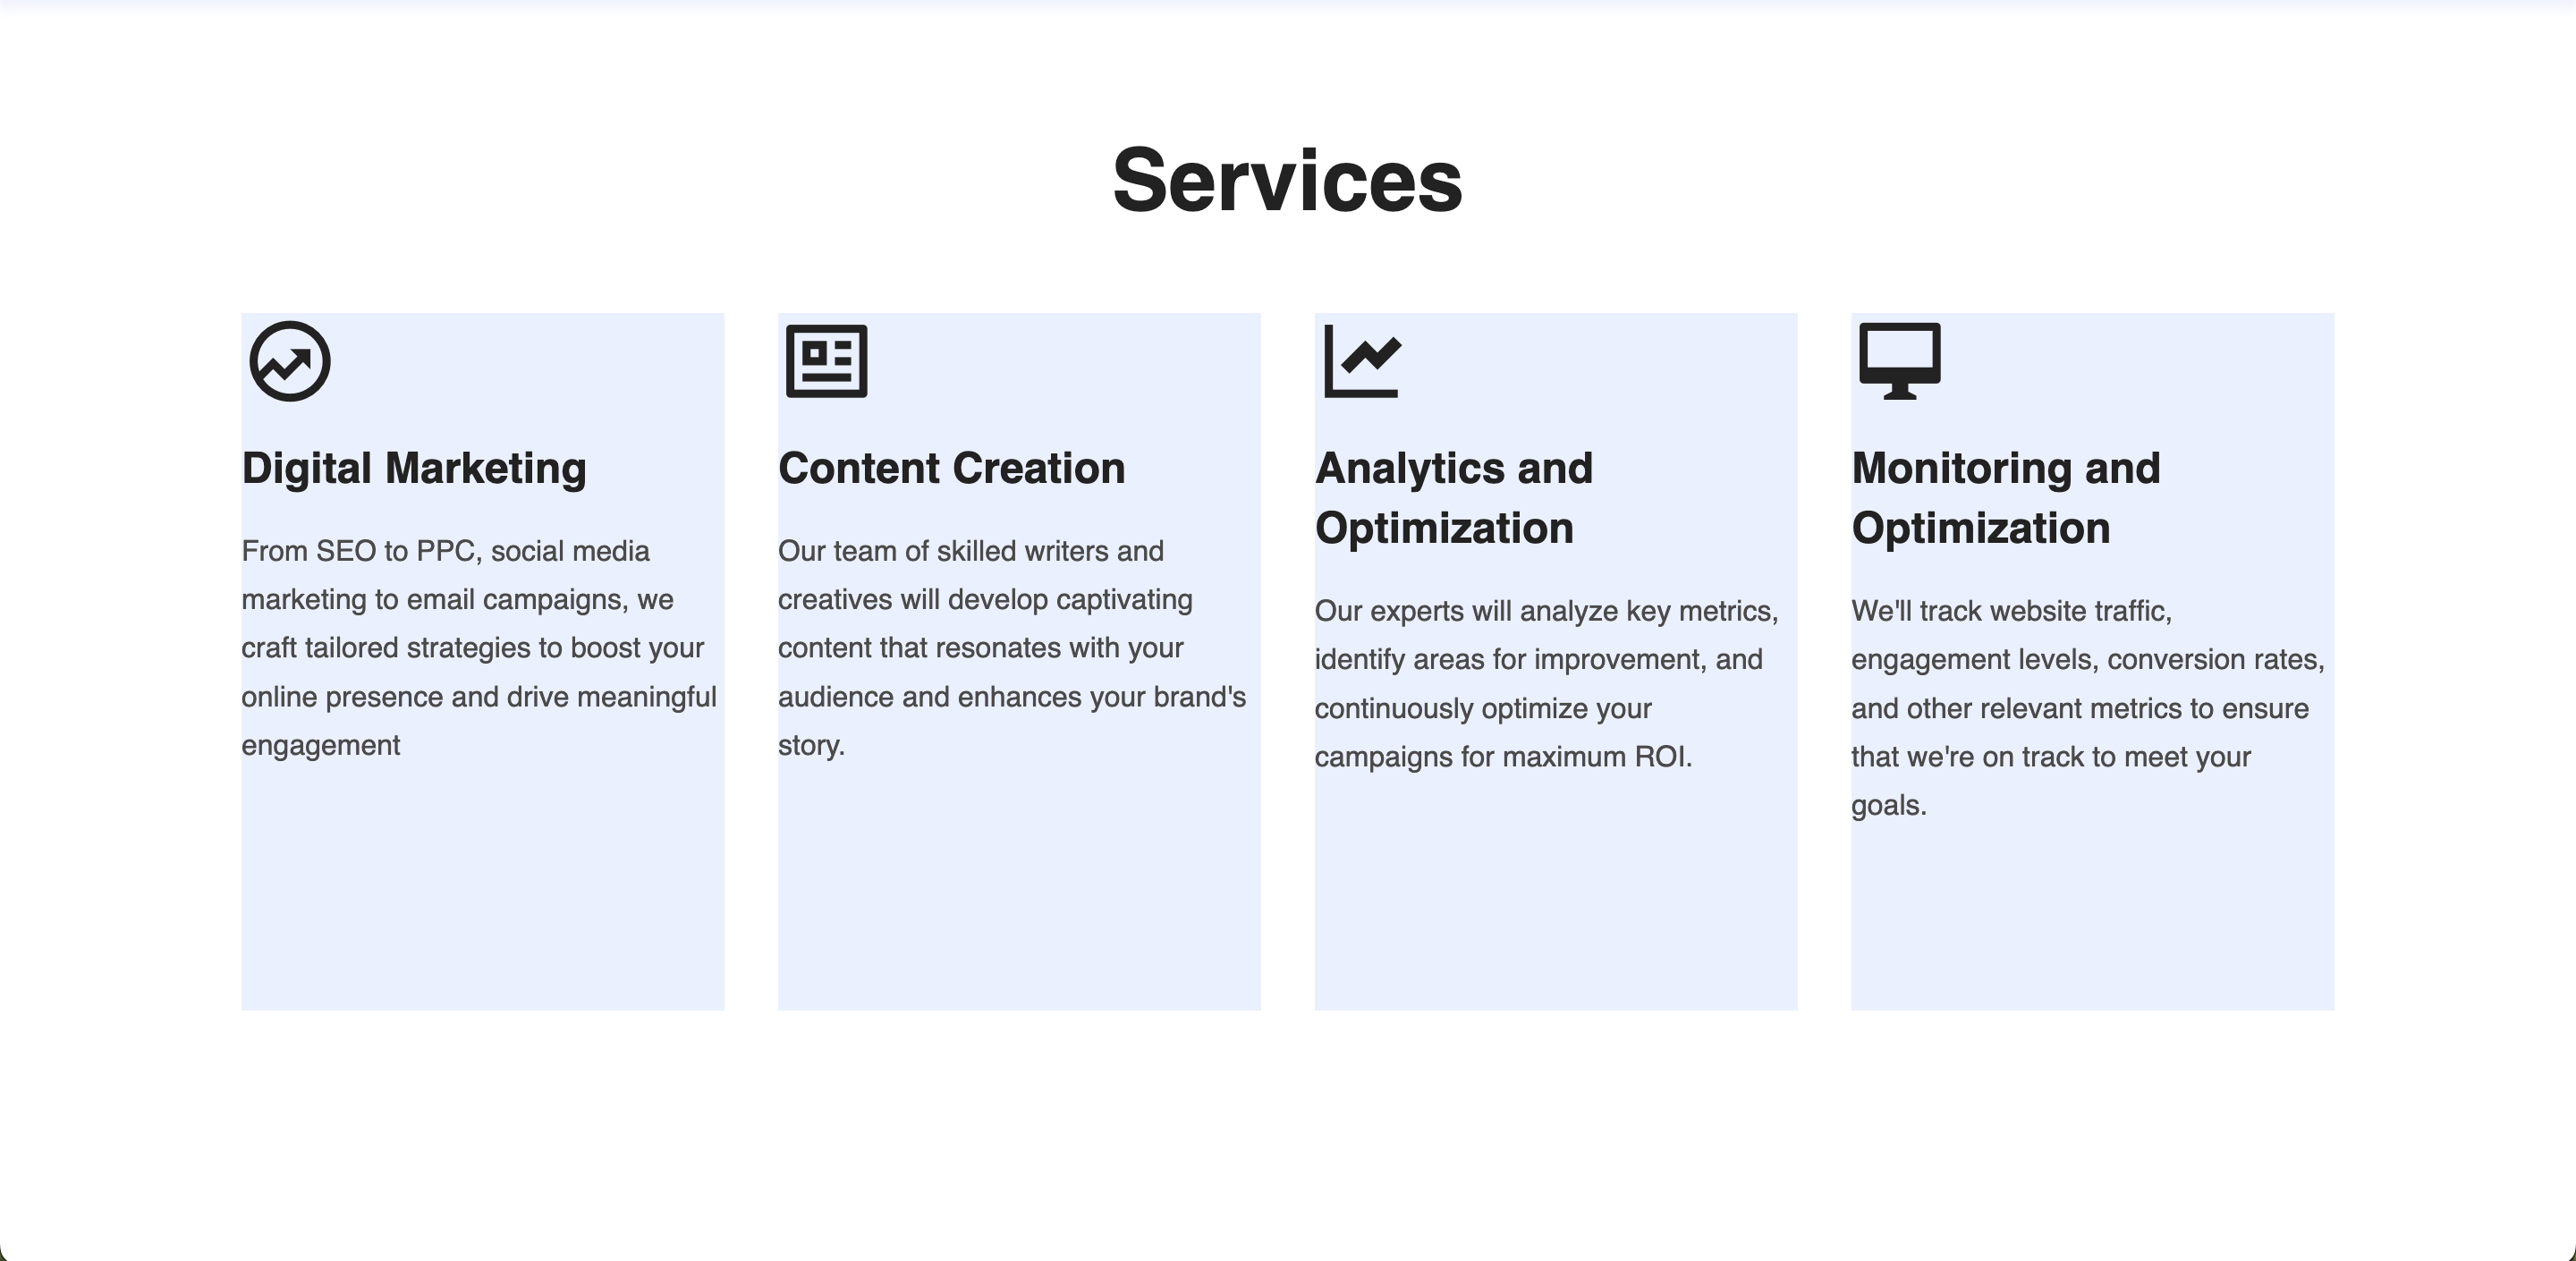 Services
Digital Marketing
From SEO to PPC, social media
marketing to email campaigns, we
craft tailored strategies to boost your
online presence and drive meaningful
engagement
Content Creation
Our team of skilled writers and
creatives will develop captivating
content that resonates with your
audience and enhances your brand's
story.
Analytics and
Optimization
Our experts will analyze key metrics,
identify areas for improvement, and
continuously optimize your
campaigns for maximum ROI.
Monitoring and
Optimization
We'll track website traffic,
engagement levels, conversion rates,
and other relevant metrics to ensure
that we're on track to meet your
goals.